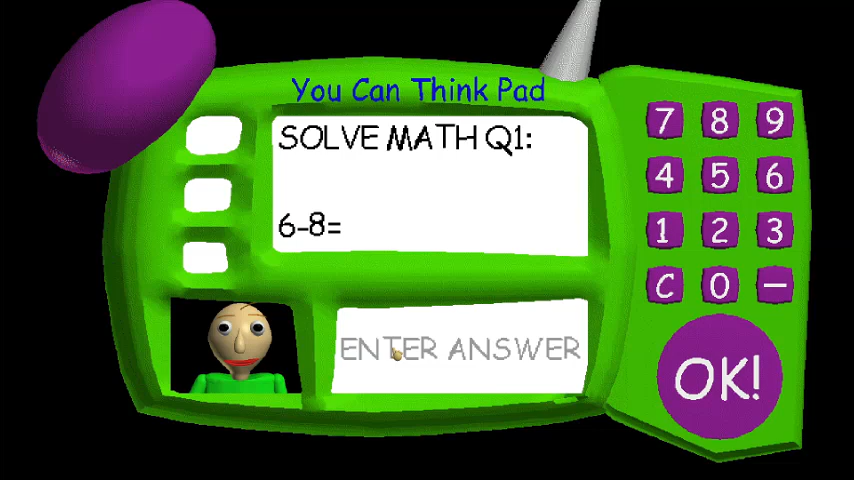 You Can Think Pad
SOLVE MATH Q1:
6-8=
ENTER ANSWER
7 8 9
4 5 6
1 2 3
C 0 −
OK!